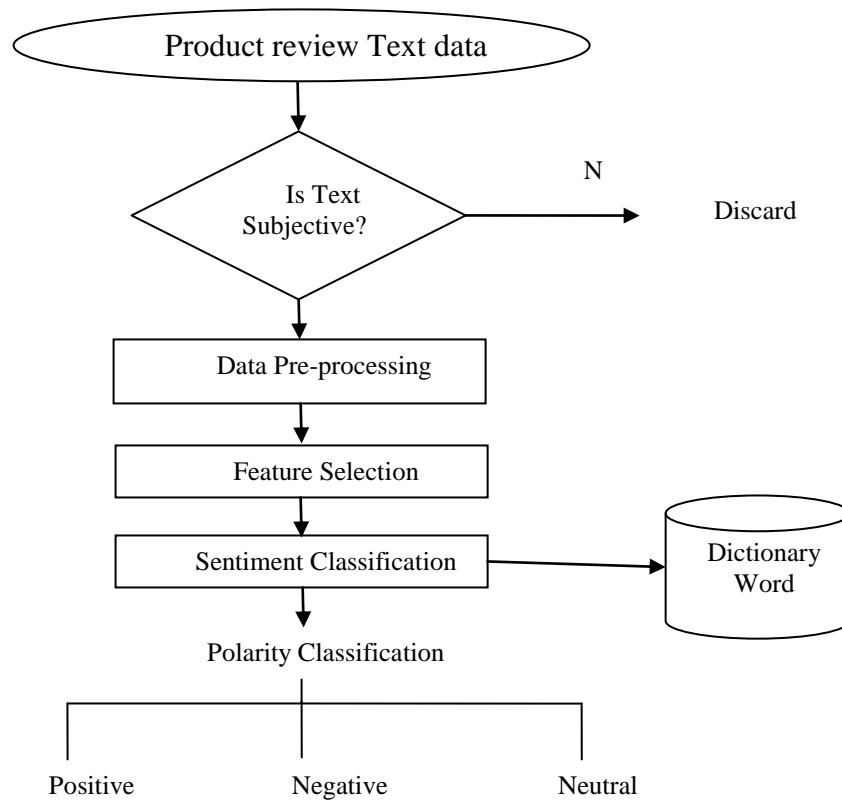 Product review Text data
Is Text
Subjective?
N
Discard
Data Pre-processing
Feature Selection
Sentiment Classification
Dictionary
Word
Polarity Classification
Positive
Negative
Neutral